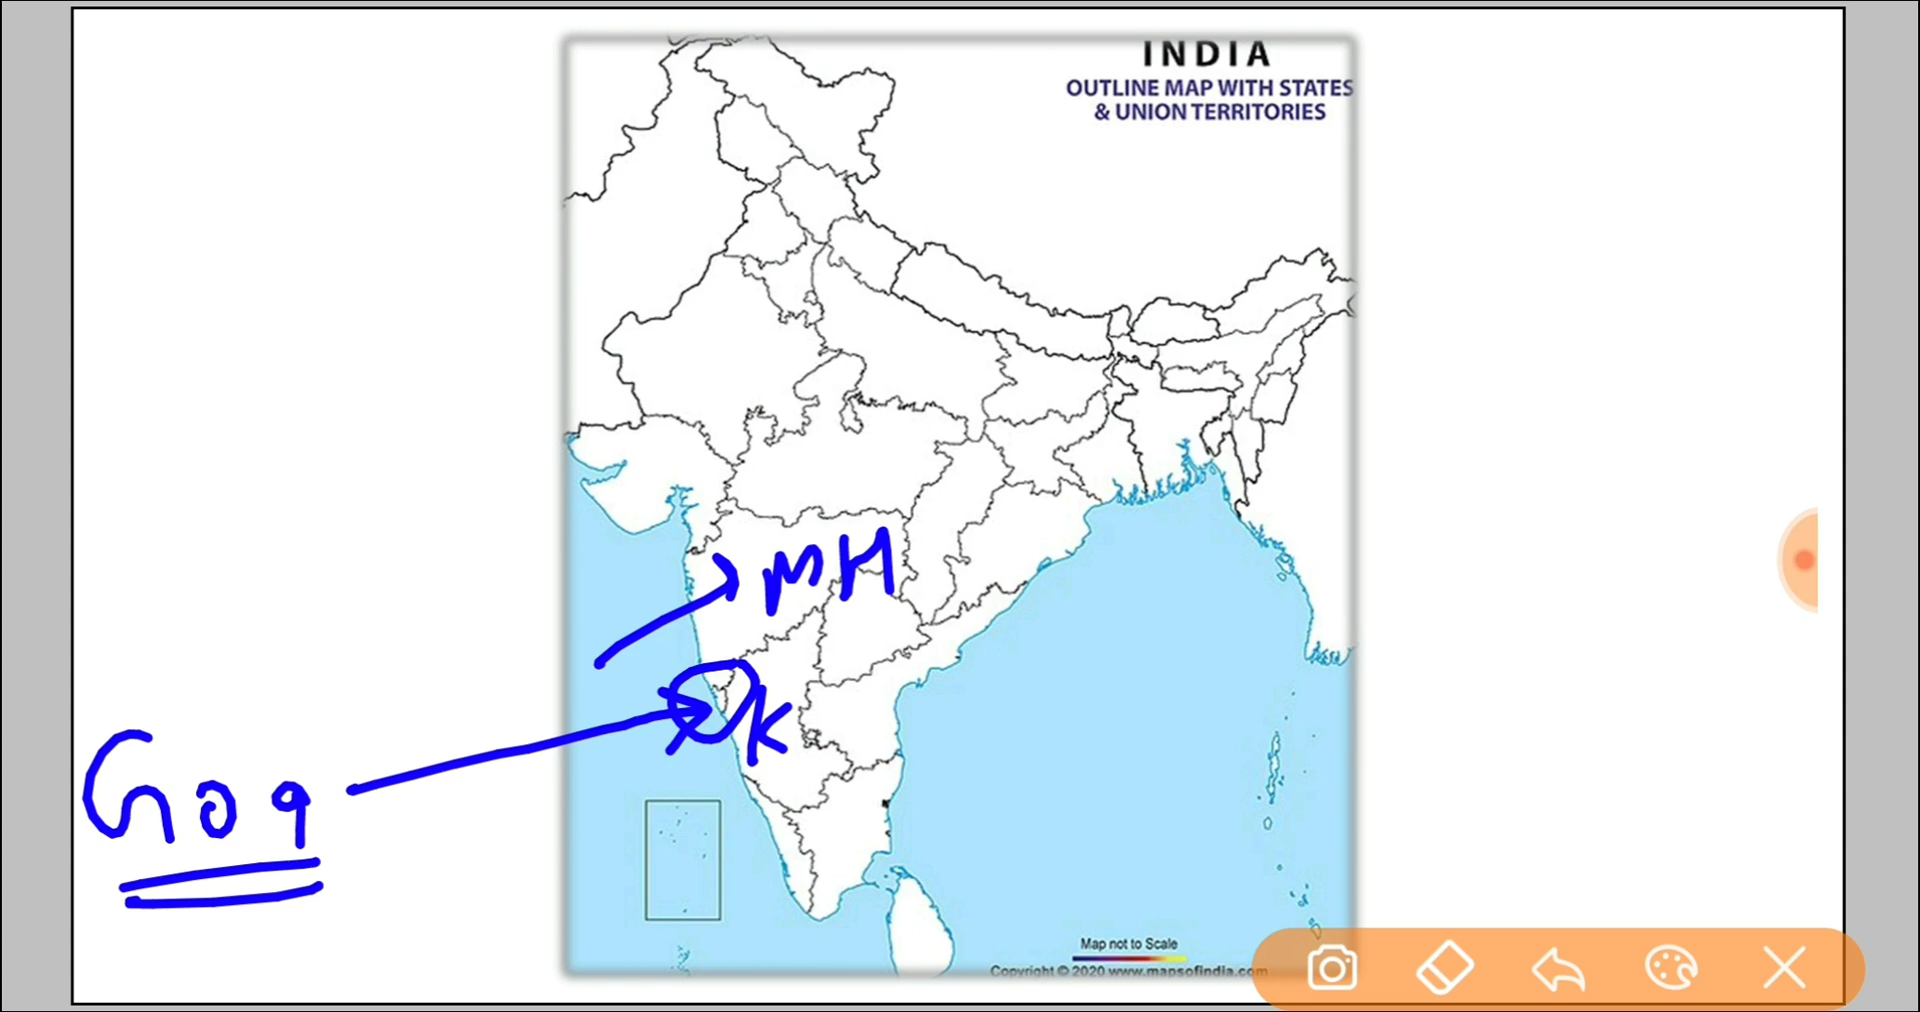 INDIA
OUTLINE MAP WITH STATES
& UNION TERRITORIES
MH
K
Goa
Map not to Scale
Copyright © 2020 www.mapsofindia.com